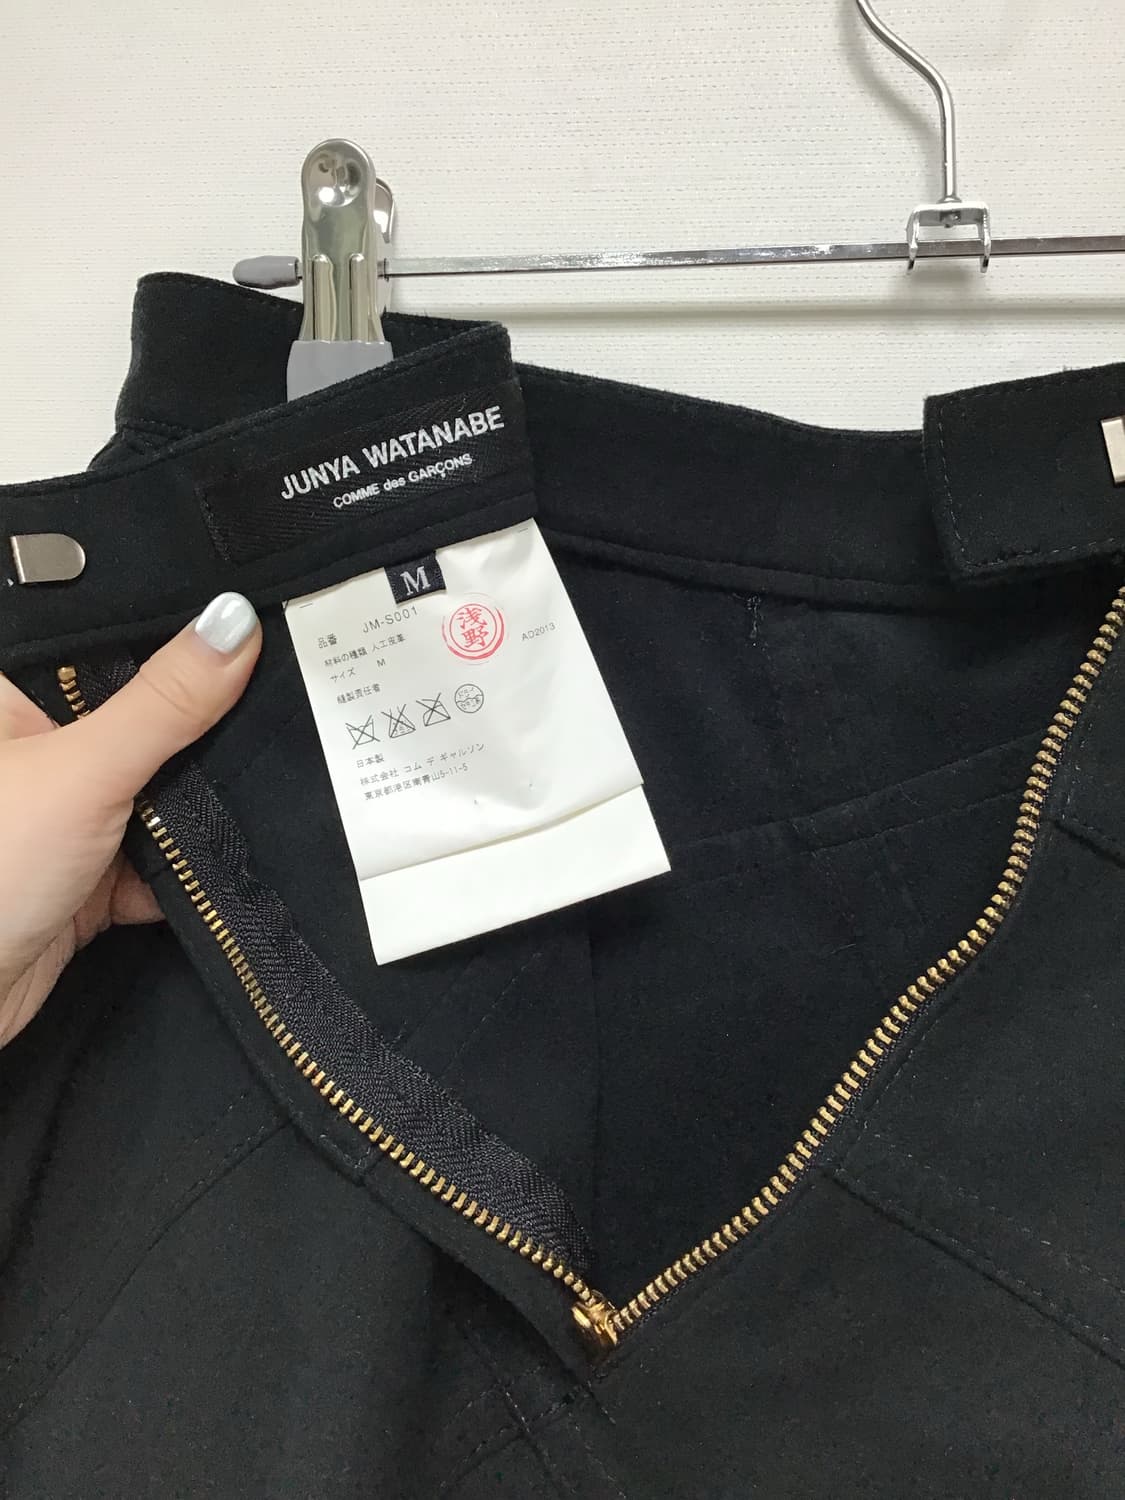 JUNYA WATANABE
COMME des GARÇONS
M
品番 JM-S001
材料の種類 人工皮革
サイズ M
縫製責任者
浅野
AD2013
日本製
株式会社 コム デ ギャルソン
東京都港区南青山5-11-5